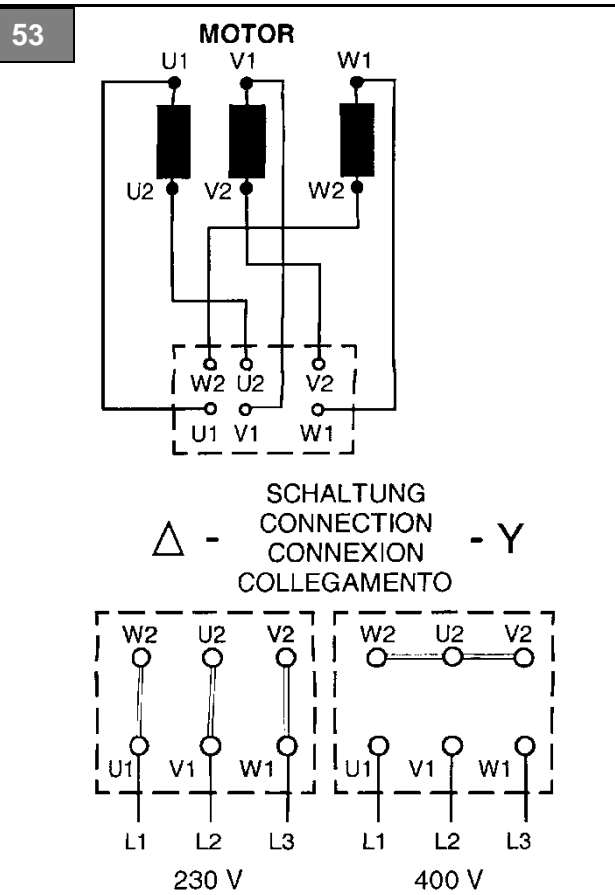 53
MOTOR
U1 V1 W1
U2 V2 W2
W2 U2 V2
U1 V1 W1
SCHALTUNG
CONNECTION
CONNEXION
COLLEGAMENTO
Δ - - Y
W2 U2 V2 W2 U2 V2
U1 V1 W1 U1 V1 W1
L1 L2 L3 L1 L2 L3
230 V 400 V